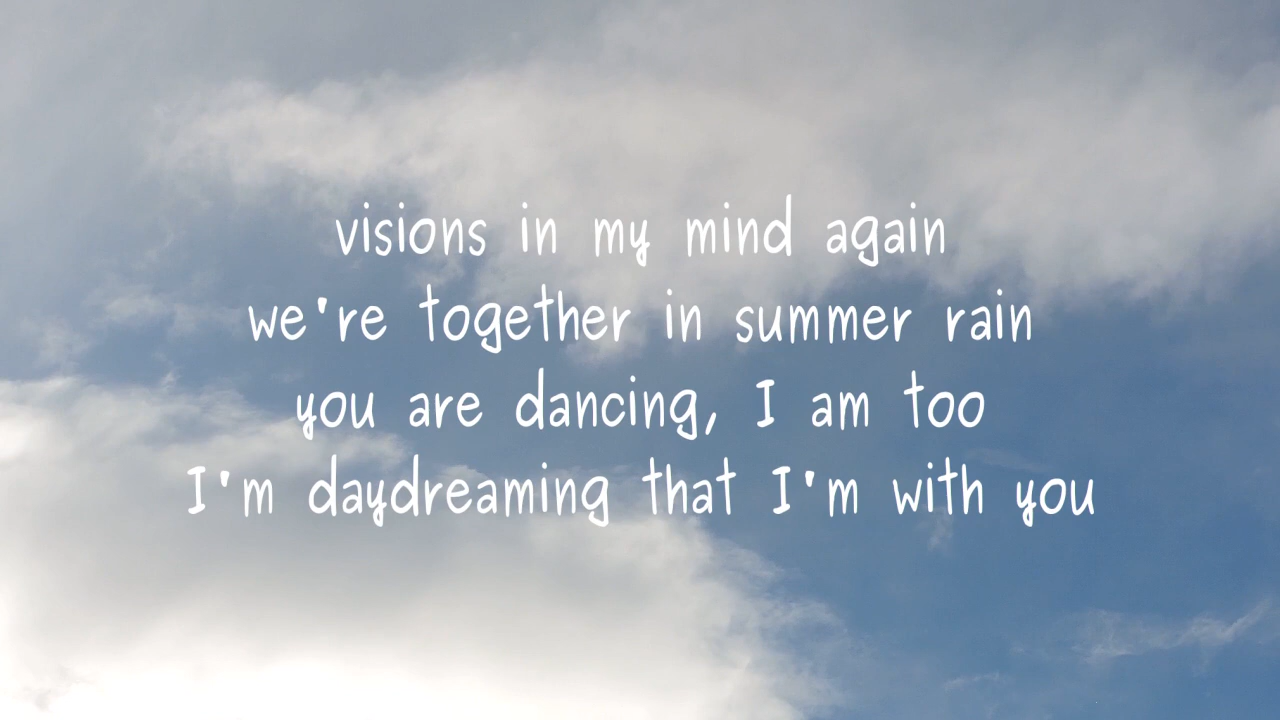 visions in my mind again
we're together in summer rain
you are dancing, I am too
I'm daydreaming that I'm with you